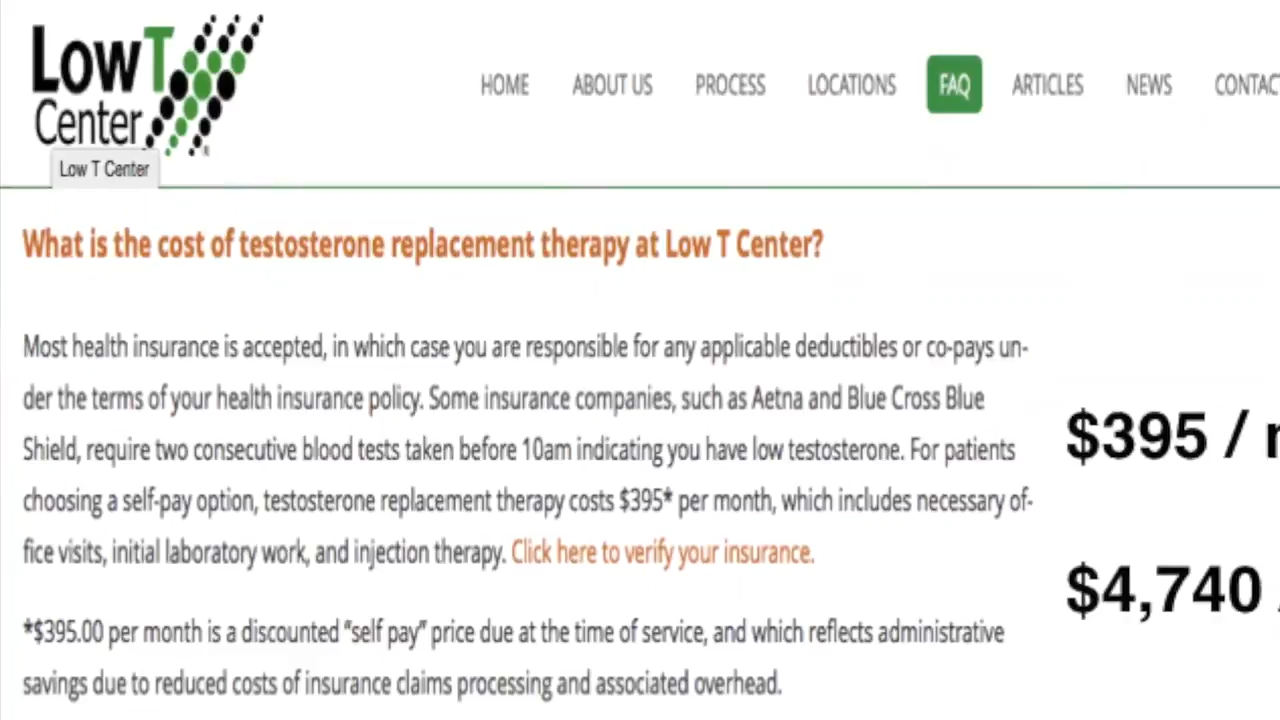 LowT
Center
Low T Center
HOME ABOUT US PROCESS LOCATIONS FAQ ARTICLES NEWS CONTACT
What is the cost of testosterone replacement therapy at Low T Center?
Most health insurance is accepted, in which case you are responsible for any applicable deductibles or co-pays un-
der the terms of your health insurance policy. Some insurance companies, such as Aetna and Blue Cross Blue
Shield, require two consecutive blood tests taken before 10am indicating you have low testosterone. For patients
choosing a self-pay option, testosterone replacement therapy costs $395* per month, which includes necessary of-
fice visits, initial laboratory work, and injection therapy. Click here to verify your insurance.
*$395.00 per month is a discounted "self pay" price due at the time of service, and which reflects administrative
savings due to reduced costs of insurance claims processing and associated overhead.
$395 /
$4,740